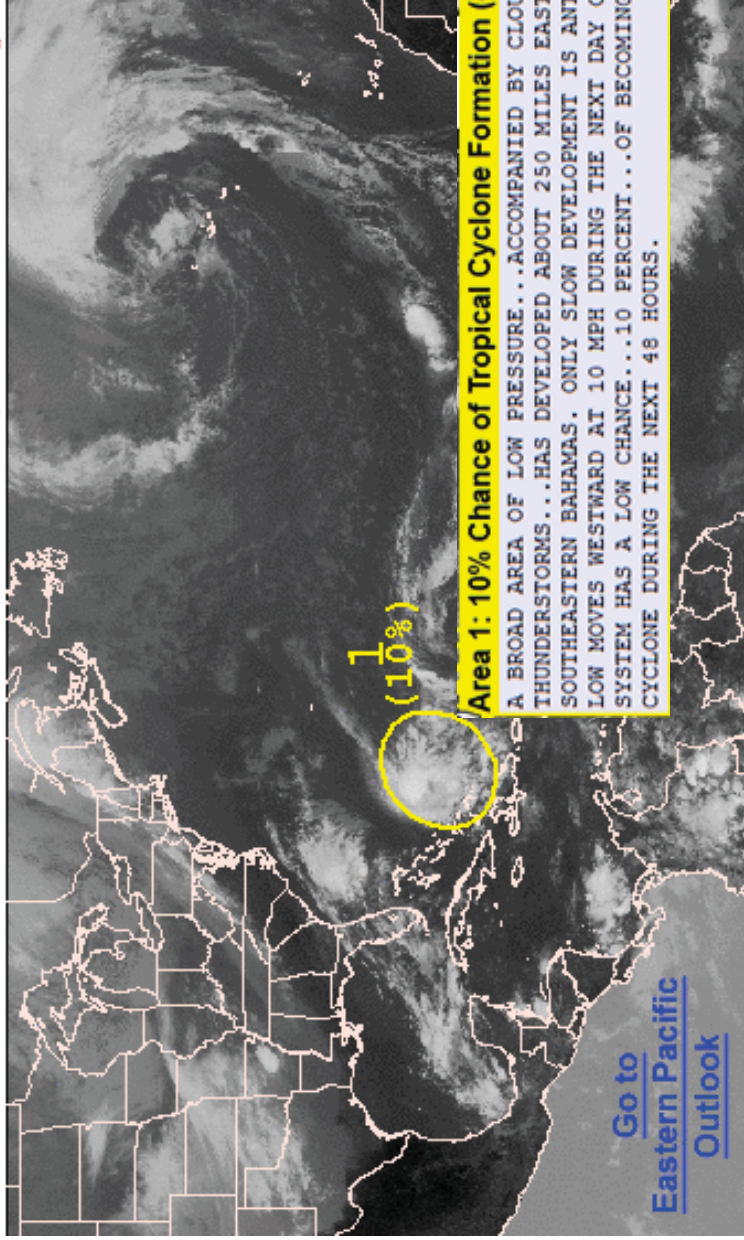 1
(10%)
Area 1: 10% Chance of Tropical Cyclone Formation (
A BROAD AREA OF LOW PRESSURE...ACCOMPANIED BY CLOU
THUNDERSTORMS...HAS DEVELOPED ABOUT 250 MILES EAST
SOUTHEASTERN BAHAMAS. ONLY SLOW DEVELOPMENT IS ANT
LOW MOVES WESTWARD AT 10 MPH DURING THE NEXT DAY O
SYSTEM HAS A LOW CHANCE...10 PERCENT...OF BECOMING
CYCLONE DURING THE NEXT 48 HOURS.
Go to
Eastern Pacific
Outlook